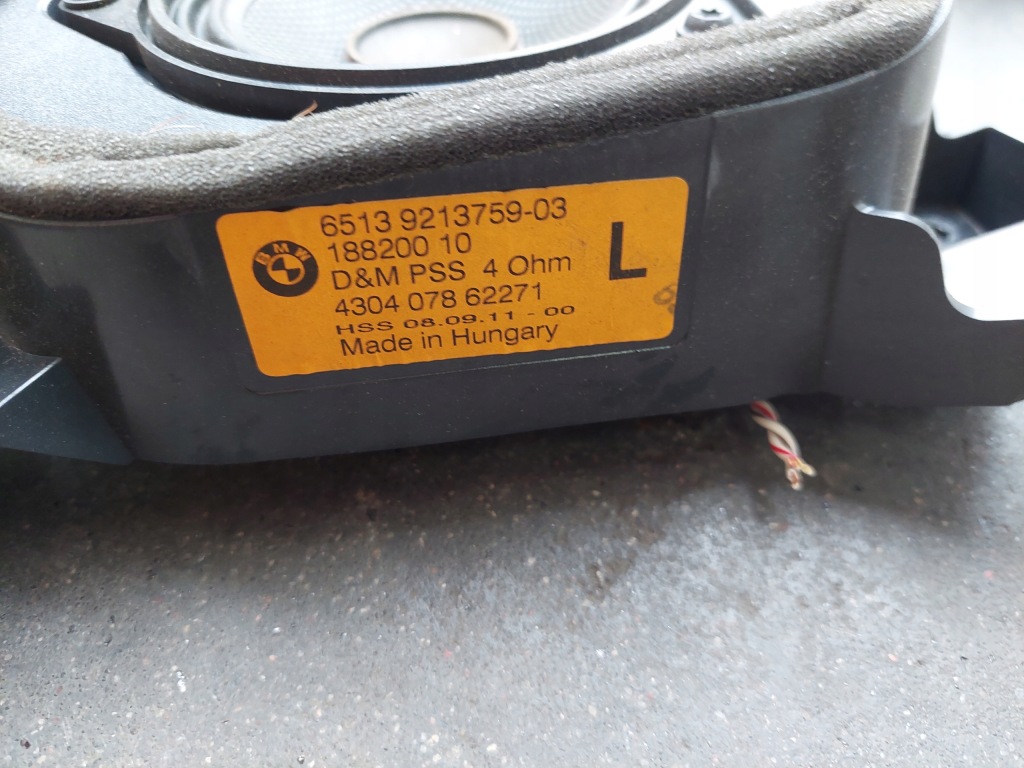 6513 9213759-03
188200 10
BMW
D&M PSS 4 Ohm
L
4304 078 62271
HSS 08.09.11 - 00
Made in Hungary